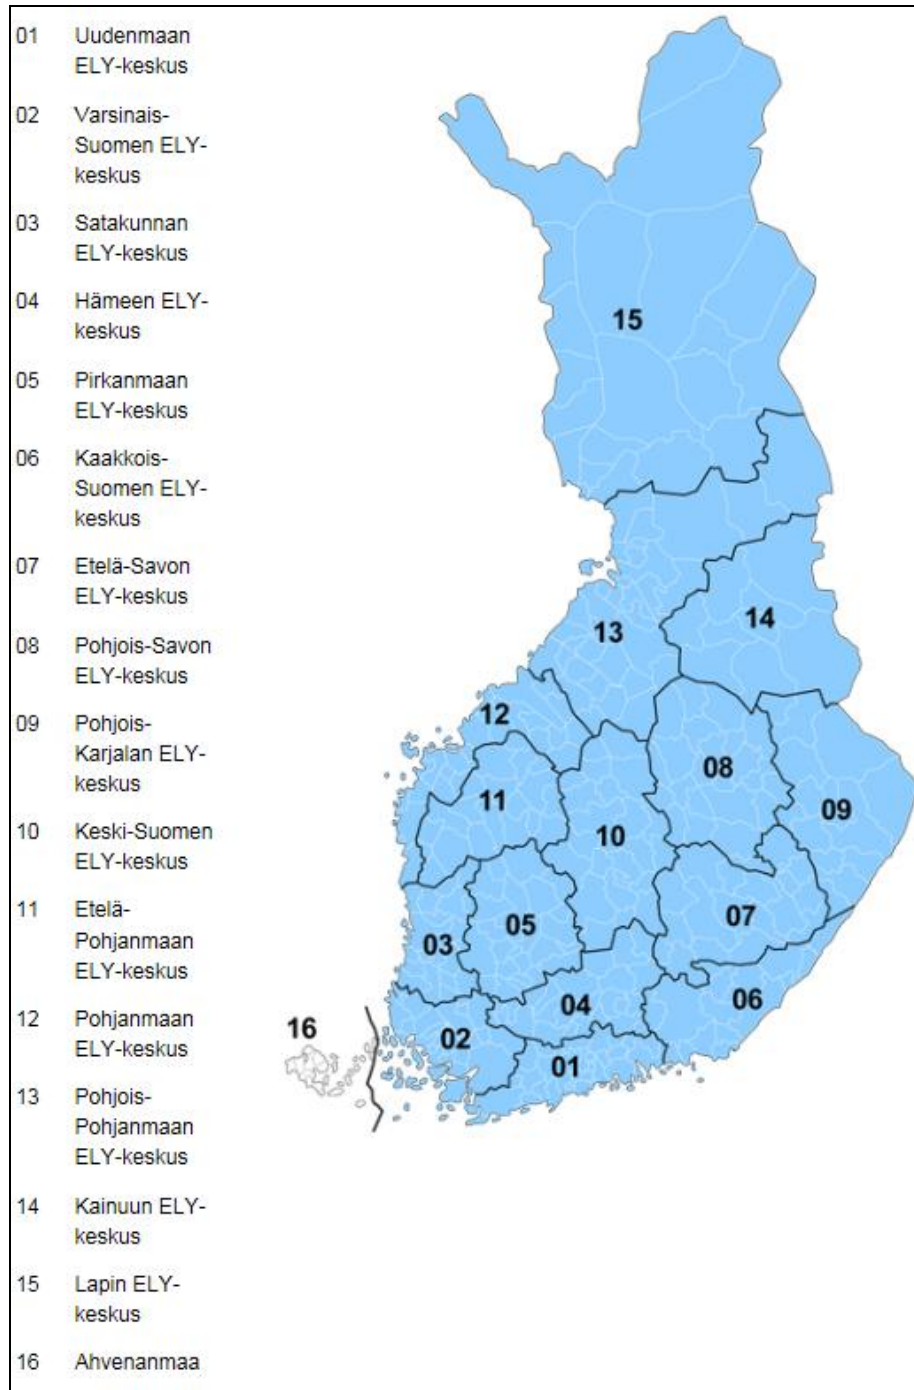 01 Uudenmaan
ELY-keskus
02 Varsinais-
Suomen ELY-
keskus
03 Satakunnan
ELY-keskus
04 Hämeen ELY-
keskus
05 Pirkanmaan
ELY-keskus
06 Kaakkois-
Suomen ELY-
keskus
07 Etelä-Savon
ELY-keskus
08 Pohjois-Savon
ELY-keskus
09 Pohjois-
Karjalan ELY-
keskus
10 Keski-Suomen
ELY-keskus
11 Etelä-
Pohjanmaan
ELY-keskus
12 Pohjanmaan
ELY-keskus
13 Pohjois-
Pohjanmaan
ELY-keskus
14 Kainuun ELY-
keskus
15 Lapin ELY-
keskus
16 Ahvenanmaa
15
14
13
12
08
11
09
10
07
05
03
06
04
16
02
01